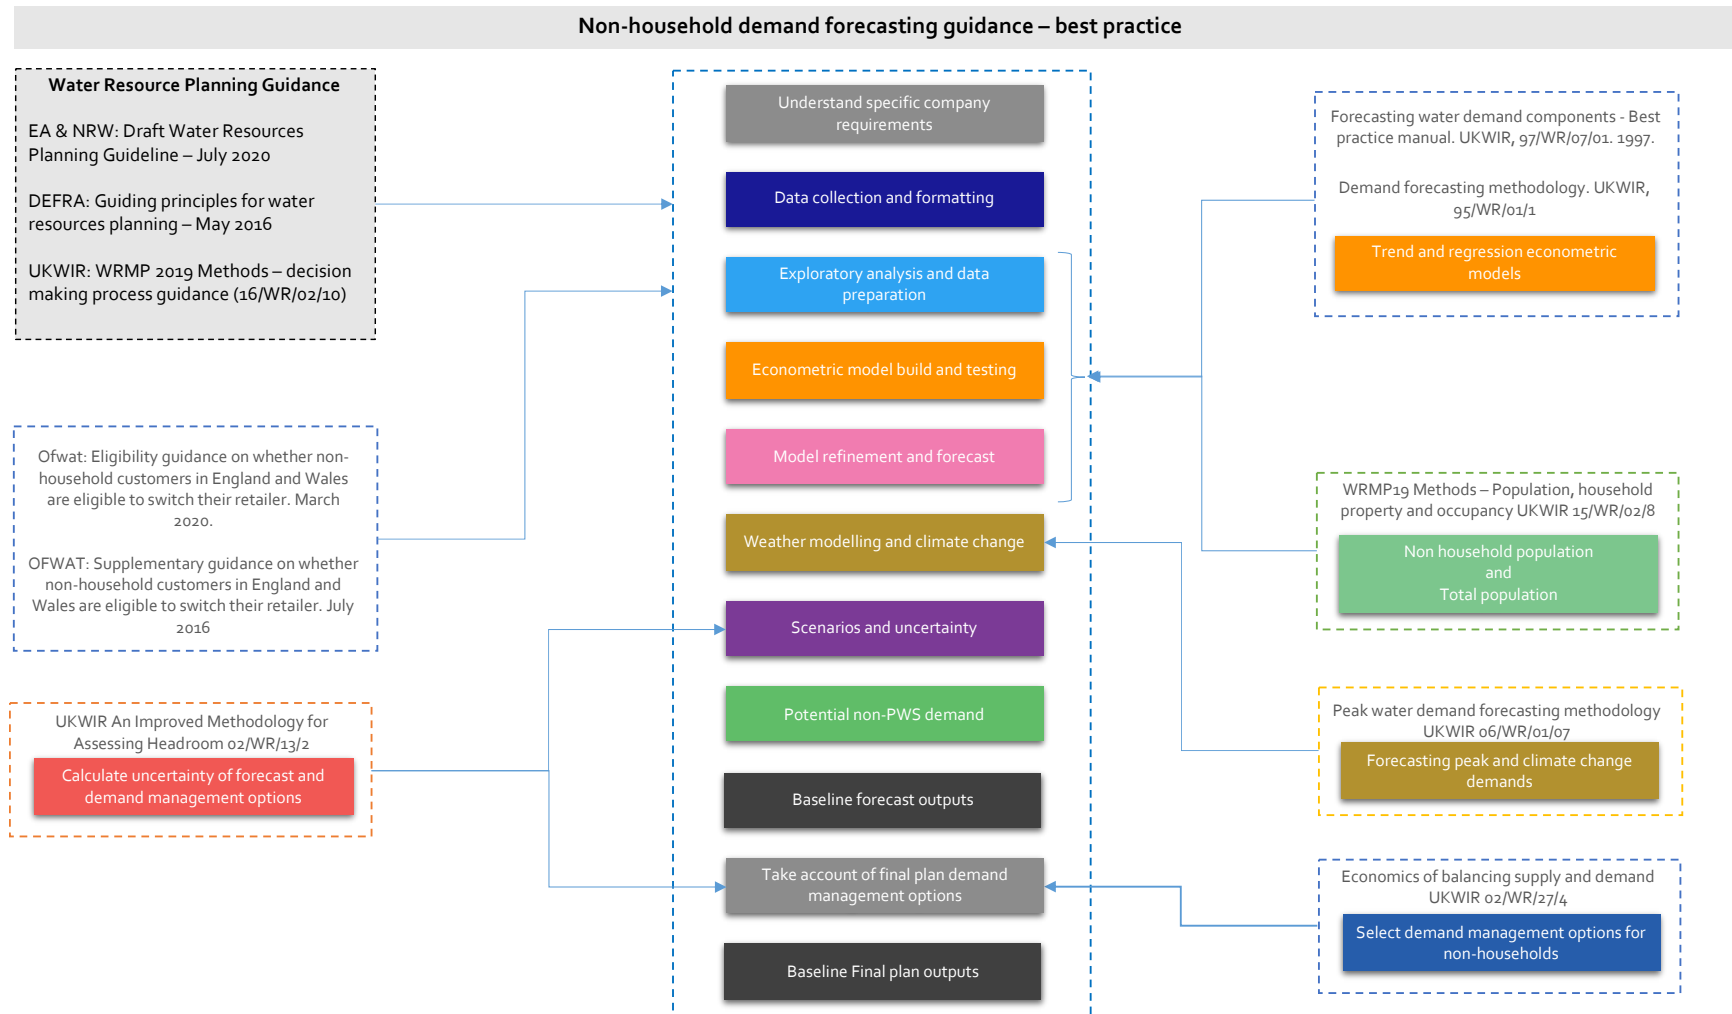 Non-household demand forecasting guidance – best practice
Water Resource Planning Guidance
EA & NRW: Draft Water Resources
Planning Guideline – July 2020
DEFRA: Guiding principles for water
resources planning – May 2016
UKWIR: WRMP 2019 Methods – decision
making process guidance (16/WR/02/10)
Ofwat: Eligibility guidance on whether non-
household customers in England and Wales
are eligible to switch their retailer. March
2020.
OFWAT: Supplementary guidance on whether
non-household customers in England and
Wales are eligible to switch their retailer. July
2016
UKWIR An Improved Methodology for
Assessing Headroom 02/WR/13/2
Calculate uncertainty of forecast and
demand management options
Understand specific company
requirements
Data collection and formatting
Exploratory analysis and data
preparation
Econometric model build and testing
Model refinement and forecast
Weather modelling and climate change
Scenarios and uncertainty
Potential non-PWS demand
Baseline forecast outputs
Take account of final plan demand
management options
Baseline Final plan outputs
Forecasting water demand components - Best
practice manual. UKWIR, 97/WR/07/01. 1997.
Demand forecasting methodology. UKWIR,
95/WR/01/1
Trend and regression econometric
models
WRMP19 Methods – Population, household
property and occupancy UKWIR 15/WR/02/8
Non household population
and
Total population
Peak water demand forecasting methodology
UKWIR 06/WR/01/07
Forecasting peak and climate change
demands
Economics of balancing supply and demand
UKWIR 02/WR/27/4
Select demand management options for
non-households